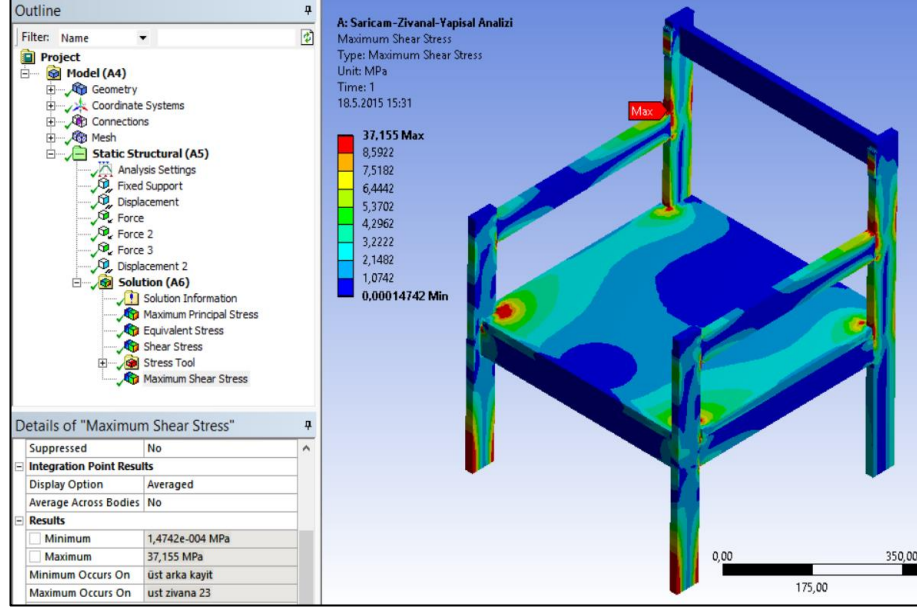 Outline
Filter: Name
Project
Model (A4)
Geometry
Coordinate Systems
Connections
Mesh
Static Structural (A5)
Analysis Settings
Fixed Support
Displacement
Force
Force 2
Force 3
Displacement 2
Solution (A6)
Solution Information
Maximum Principal Stress
Equivalent Stress
Shear Stress
Stress Tool
Maximum Shear Stress
Details of "Maximum Shear Stress"
Suppressed No
Integration Point Results
Display Option Averaged
Average Across Bodies No
Results
Minimum 1,4742e-004 MPa
Maximum 37,155 MPa
Minimum Occurs On üst arka kayit
Maximum Occurs On ust zivana 23
A: Saricam-Zivanal-Yapisal Analizi
Maximum Shear Stress
Type: Maximum Shear Stress
Unit: MPa
Time: 1
18.5.2015 15:31
37,155 Max
8,5922
7,5182
6,4442
5,3702
4,2962
3,2222
2,1482
1,0742
0,00014742 Min
Max
0,00 350,00
175,00